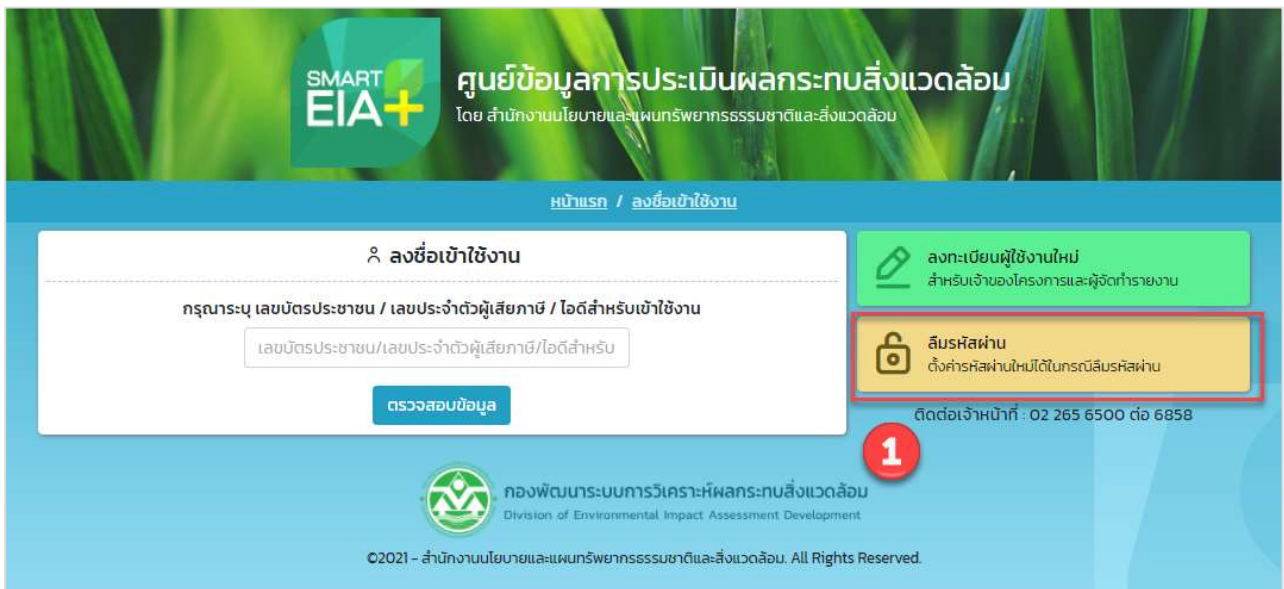 SMART
EIA+
ศูนย์ข้อมูลการประเมินผลกระทบสิ่งแวดล้อม
โดย สำนักงานนโยบายและแผนทรัพยากรธรรมชาติและสิ่งแวดล้อม
หน้าแรก / ลงชื่อเข้าใช้งาน
ลงชื่อเข้าใช้งาน
กรุณาระบุ เลขบัตรประชาชน / เลขประจำตัวผู้เสียภาษี / ไอดีสำหรับเข้าใช้งาน
เลขบัตรประชาชน/เลขประจำตัวผู้เสียภาษี/ไอดีสำหรับ
ตรวจสอบข้อมูล
ลงทะเบียนผู้ใช้งานใหม่
สำหรับเจ้าของโครงการและผู้จัดทำรายงาน
ลืมรหัสผ่าน
ตั้งค่ารหัสผ่านใหม่ได้ในกรณีลืมรหัสผ่าน
ติดต่อเจ้าหน้าที่ : 02 265 6500 ต่อ 6858
1
กองพัฒนาระบบการวิเคราะห์ผลกระทบสิ่งแวดล้อม
Division of Environmental Impact Assessment Development
©2021 - สำนักงานนโยบายและแผนทรัพยากรธรรมชาติและสิ่งแวดล้อม. All Rights Reserved.